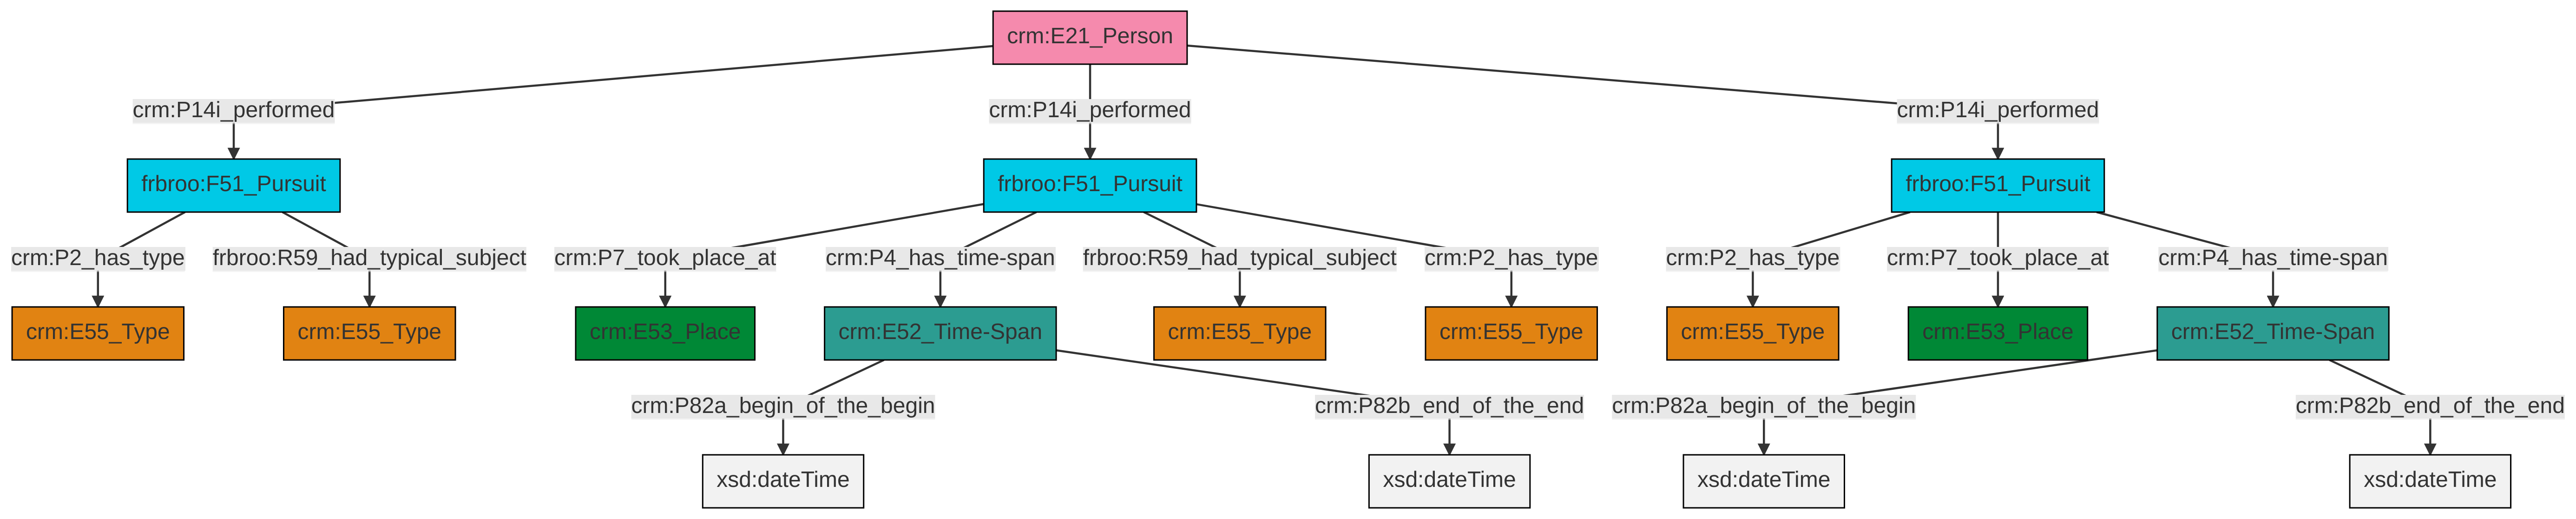 crm:E21_Person
crm:P14i_performed
crm:P14i_performed
crm:P14i_performed
frbroo:F51_Pursuit
frbroo:F51_Pursuit
frbroo:F51_Pursuit
crm:P2_has_type
frbroo:R59_had_typical_subject
crm:P7_took_place_at
crm:P4_has_time-span
frbroo:R59_had_typical_subject
crm:P2_has_type
crm:P2_has_type
crm:P7_took_place_at
crm:P4_has_time-span
crm:E55_Type
crm:E55_Type
crm:E53_Place
crm:E52_Time-Span
crm:E55_Type
crm:E55_Type
crm:E55_Type
crm:E53_Place
crm:E52_Time-Span
crm:P82a_begin_of_the_begin
crm:P82b_end_of_the_end
crm:P82a_begin_of_the_begin
crm:P82b_end_of_the_end
xsd:dateTime
xsd:dateTime
xsd:dateTime
xsd:dateTime